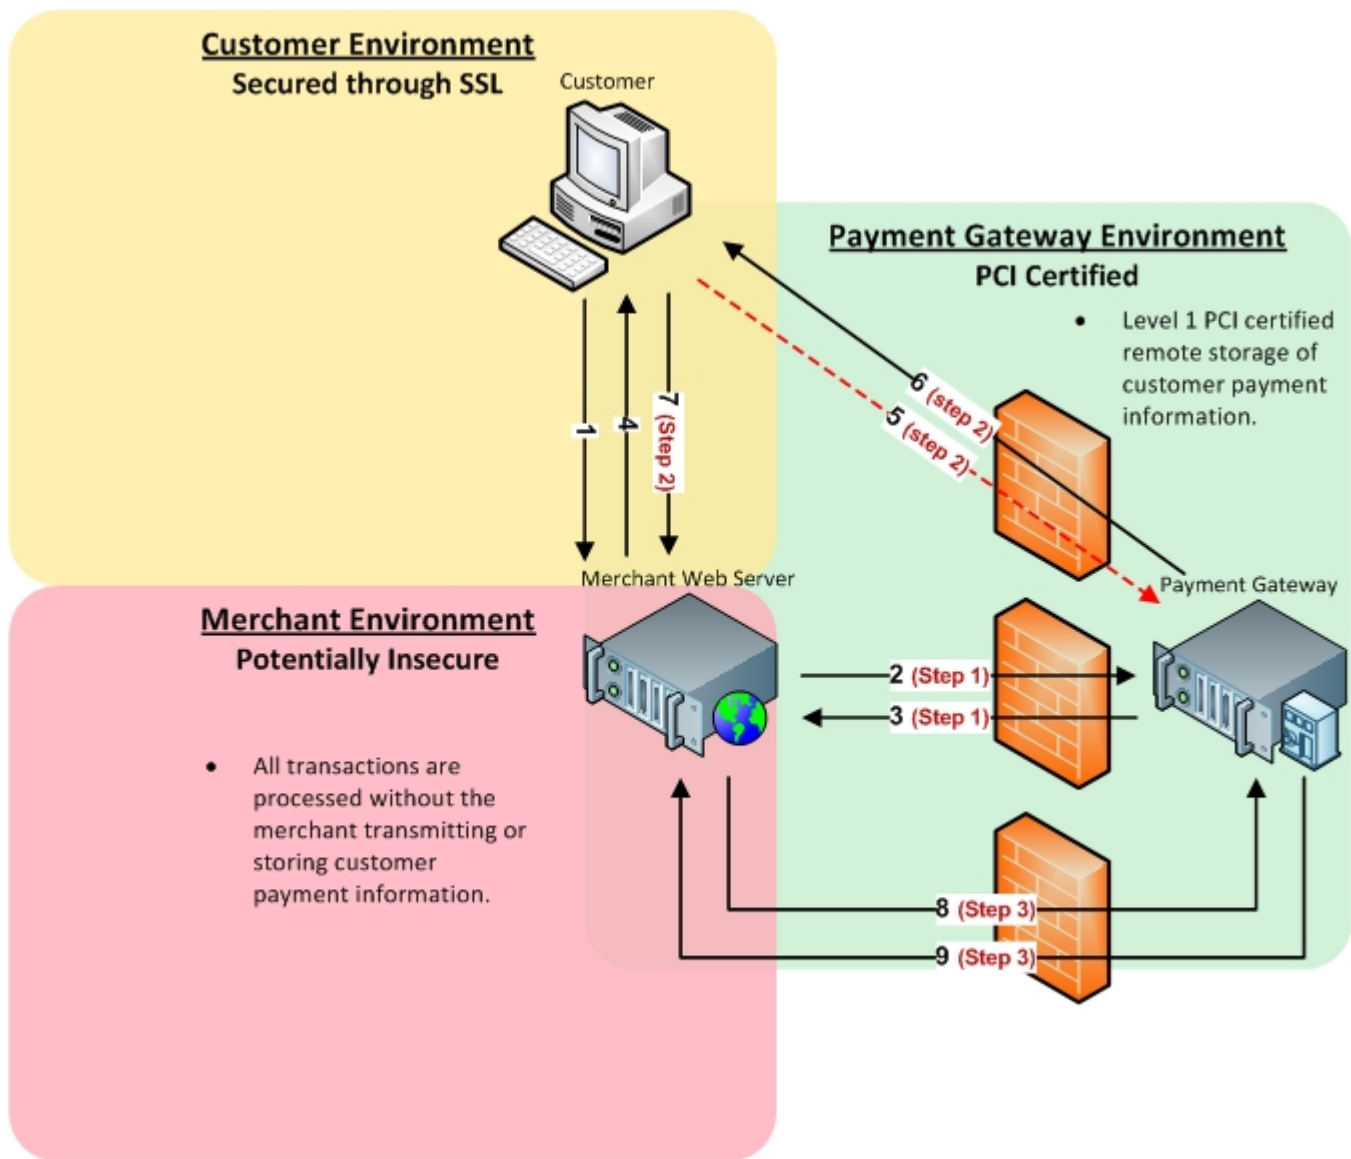 Customer Environment
Secured through SSL
Customer
Payment Gateway Environment
PCI Certified
• Level 1 PCI certified
remote storage of
customer payment
information.
6 (step 2)
5 (step 2)
1
4
7 (Step 2)
Merchant Web Server
Payment Gateway
Merchant Environment
Potentially Insecure
2 (Step 1)
3 (Step 1)
• All transactions are
processed without the
merchant transmitting or
storing customer
payment information.
8 (Step 3)
9 (Step 3)